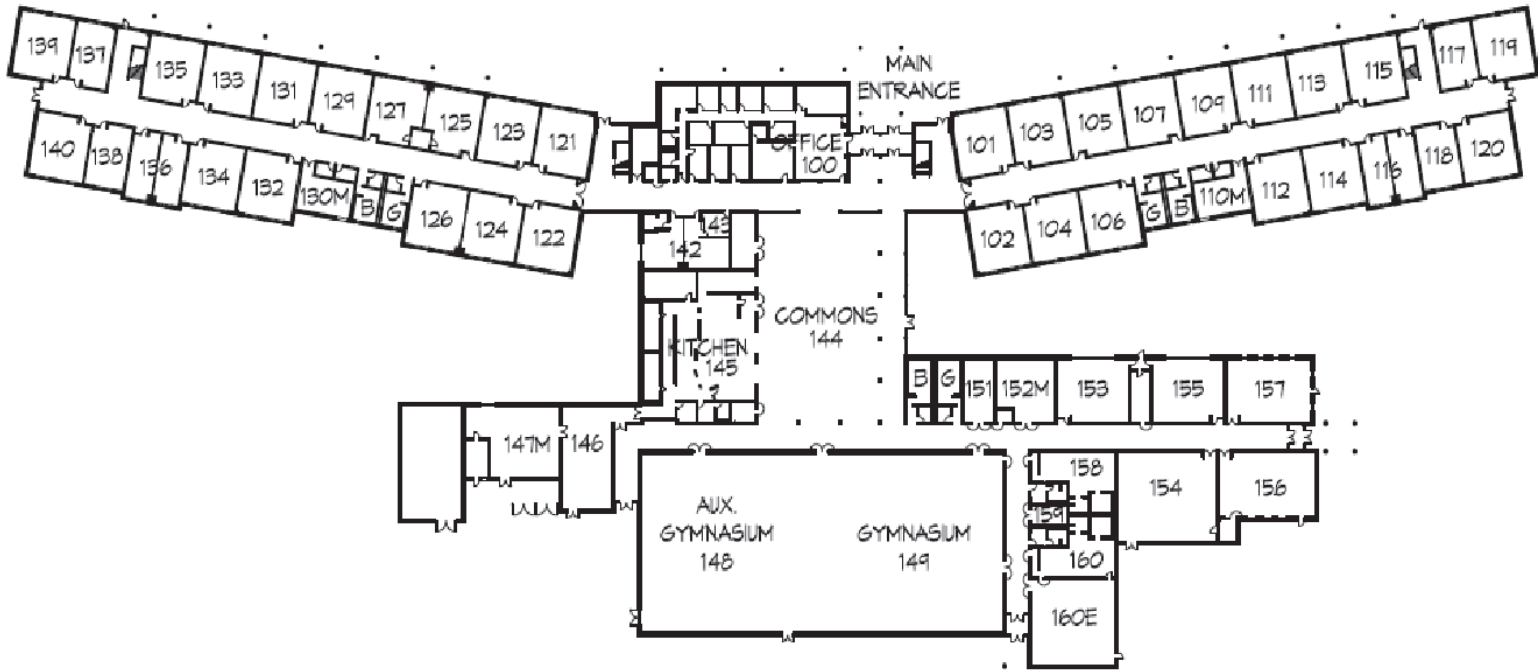 139
137
135
133
131
129
127
125
123
121
140
138
136
134
132
130M
B
G
126
124
122
MAIN
ENTRANCE
OFFICE
100
101
103
105
107
109
111
113
115
117
119
102
104
106
G
B
110M
112
114
116
118
120
143
142
COMMONS
144
KITCHEN
145
B
G
151
152M
153
155
157
147M
146
AUX.
GYMNASIUM
148
GYMNASIUM
149
158
159
160
154
156
160E